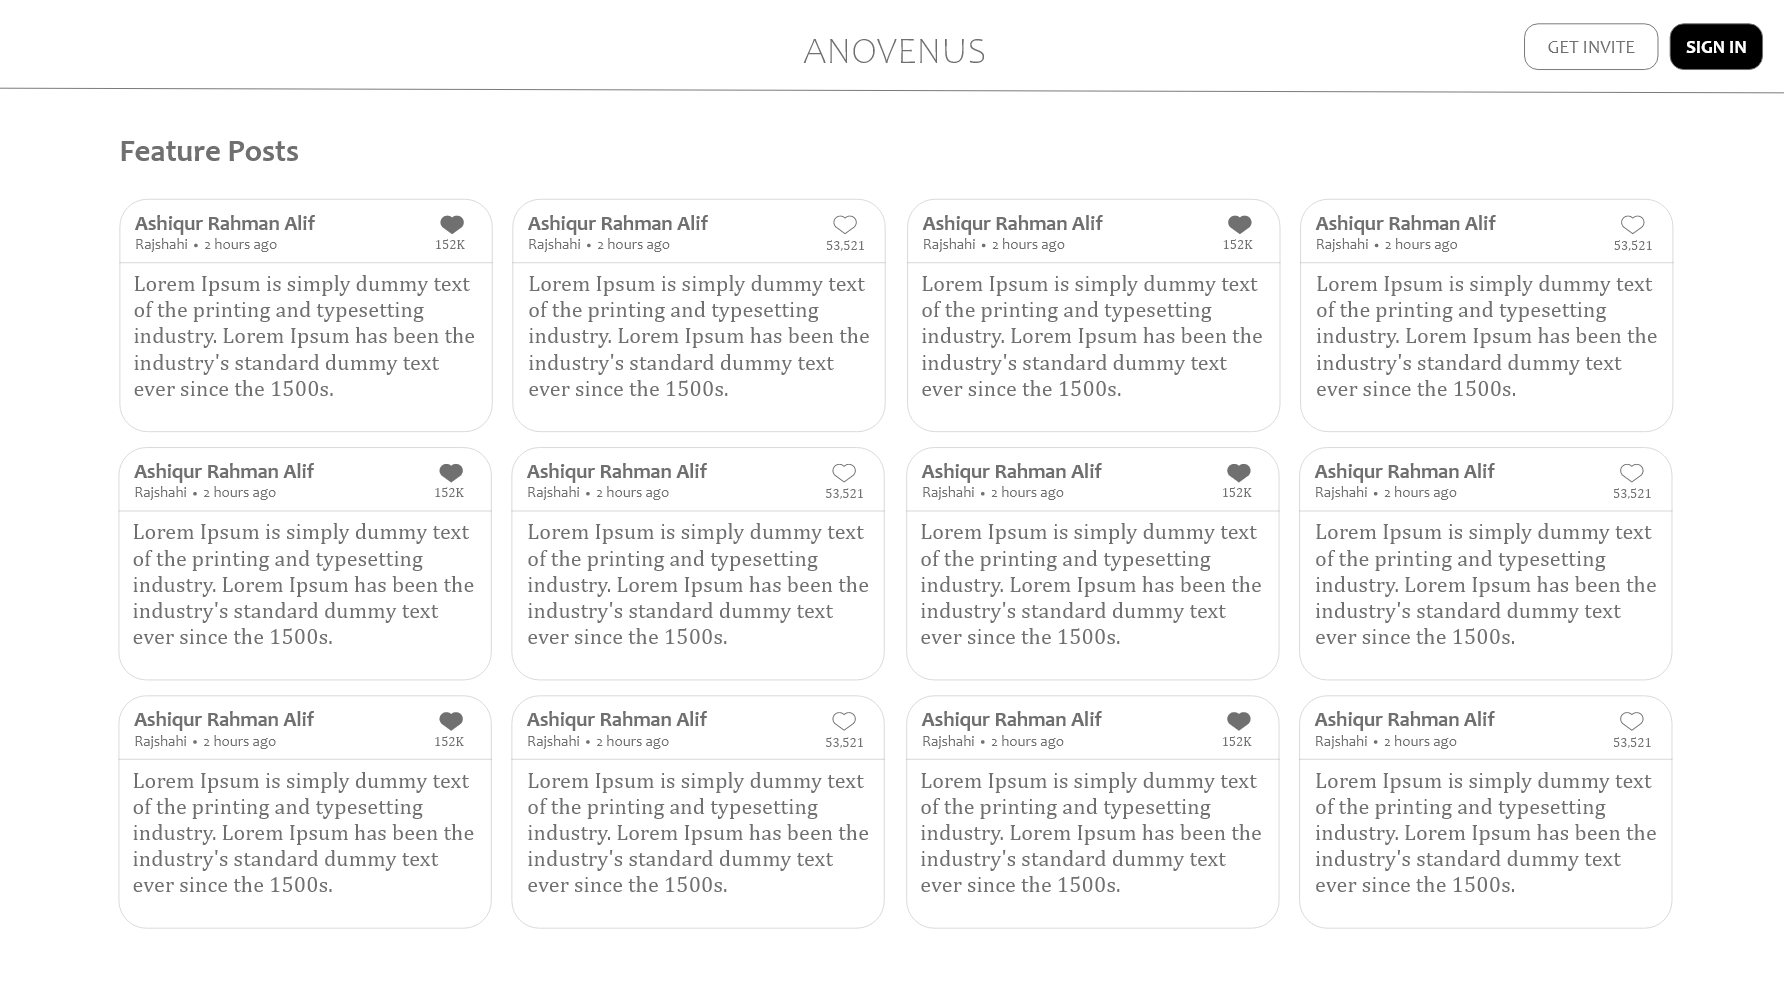 ANOVENUS
GET INVITE
SIGN IN
Feature Posts
Ashiqur Rahman Alif
Rajshahi • 2 hours ago
152K
Lorem Ipsum is simply dummy text
of the printing and typesetting
industry. Lorem Ipsum has been the
industry's standard dummy text
ever since the 1500s.
Ashiqur Rahman Alif
Rajshahi • 2 hours ago
53,521
Lorem Ipsum is simply dummy text
of the printing and typesetting
industry. Lorem Ipsum has been the
industry's standard dummy text
ever since the 1500s.
Ashiqur Rahman Alif
Rajshahi • 2 hours ago
152K
Lorem Ipsum is simply dummy text
of the printing and typesetting
industry. Lorem Ipsum has been the
industry's standard dummy text
ever since the 1500s.
Ashiqur Rahman Alif
Rajshahi • 2 hours ago
53,521
Lorem Ipsum is simply dummy text
of the printing and typesetting
industry. Lorem Ipsum has been the
industry's standard dummy text
ever since the 1500s.
Ashiqur Rahman Alif
Rajshahi • 2 hours ago
152K
Lorem Ipsum is simply dummy text
of the printing and typesetting
industry. Lorem Ipsum has been the
industry's standard dummy text
ever since the 1500s.
Ashiqur Rahman Alif
Rajshahi • 2 hours ago
53,521
Lorem Ipsum is simply dummy text
of the printing and typesetting
industry. Lorem Ipsum has been the
industry's standard dummy text
ever since the 1500s.
Ashiqur Rahman Alif
Rajshahi • 2 hours ago
152K
Lorem Ipsum is simply dummy text
of the printing and typesetting
industry. Lorem Ipsum has been the
industry's standard dummy text
ever since the 1500s.
Ashiqur Rahman Alif
Rajshahi • 2 hours ago
53,521
Lorem Ipsum is simply dummy text
of the printing and typesetting
industry. Lorem Ipsum has been the
industry's standard dummy text
ever since the 1500s.
Ashiqur Rahman Alif
Rajshahi • 2 hours ago
152K
Lorem Ipsum is simply dummy text
of the printing and typesetting
industry. Lorem Ipsum has been the
industry's standard dummy text
ever since the 1500s.
Ashiqur Rahman Alif
Rajshahi • 2 hours ago
53,521
Lorem Ipsum is simply dummy text
of the printing and typesetting
industry. Lorem Ipsum has been the
industry's standard dummy text
ever since the 1500s.
Ashiqur Rahman Alif
Rajshahi • 2 hours ago
152K
Lorem Ipsum is simply dummy text
of the printing and typesetting
industry. Lorem Ipsum has been the
industry's standard dummy text
ever since the 1500s.
Ashiqur Rahman Alif
Rajshahi • 2 hours ago
53,521
Lorem Ipsum is simply dummy text
of the printing and typesetting
industry. Lorem Ipsum has been the
industry's standard dummy text
ever since the 1500s.